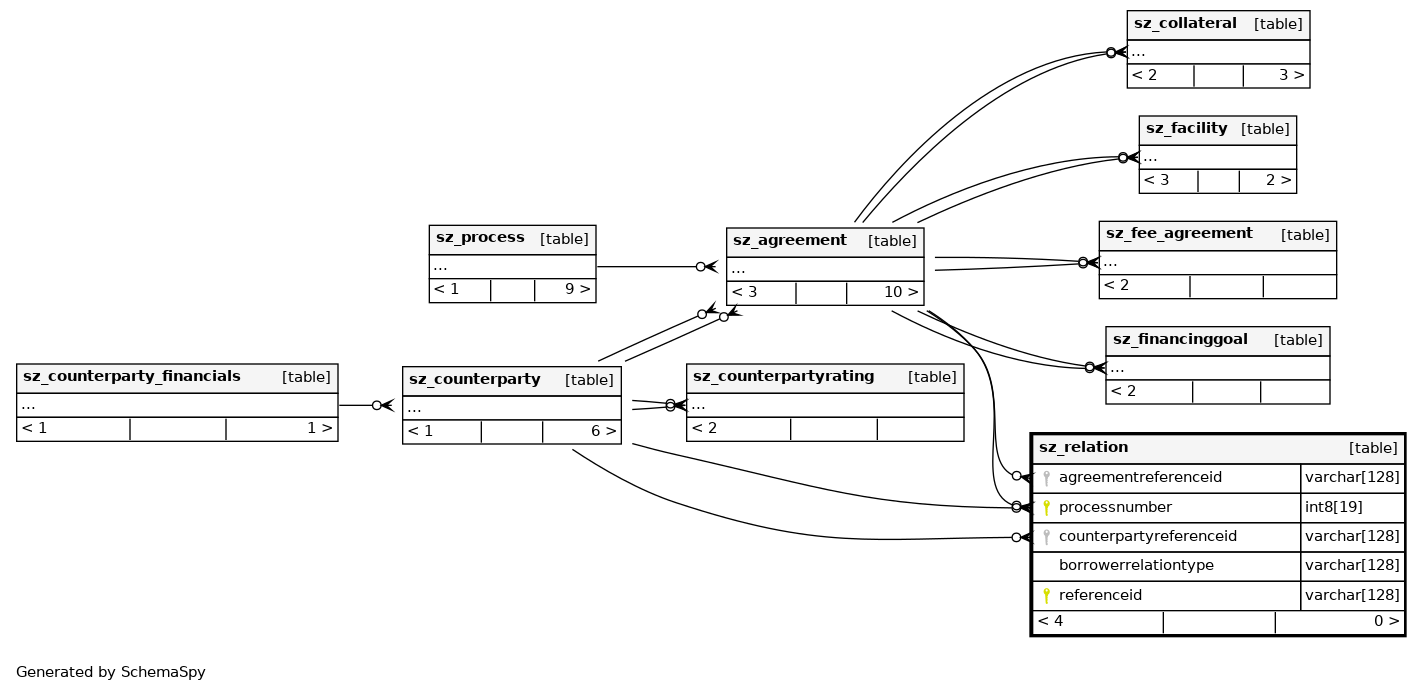 sz_collateral [table]
...
< 2 3 >
sz_facility [table]
...
< 3 2 >
sz_process [table]
...
< 1 9 >
sz_agreement [table]
...
< 3 10 >
sz_fee_agreement [table]
...
< 2
sz_financinggoal [table]
...
< 2
sz_counterparty_financials [table]
...
< 1 1 >
sz_counterparty [table]
...
< 1 6 >
sz_counterpartyrating [table]
...
< 2
sz_relation [table]
agreementreferenceid varchar[128]
processnumber int8[19]
counterpartyreferenceid varchar[128]
borrowerrelationtype varchar[128]
referenceid varchar[128]
< 4 0 >
Generated by SchemaSpy